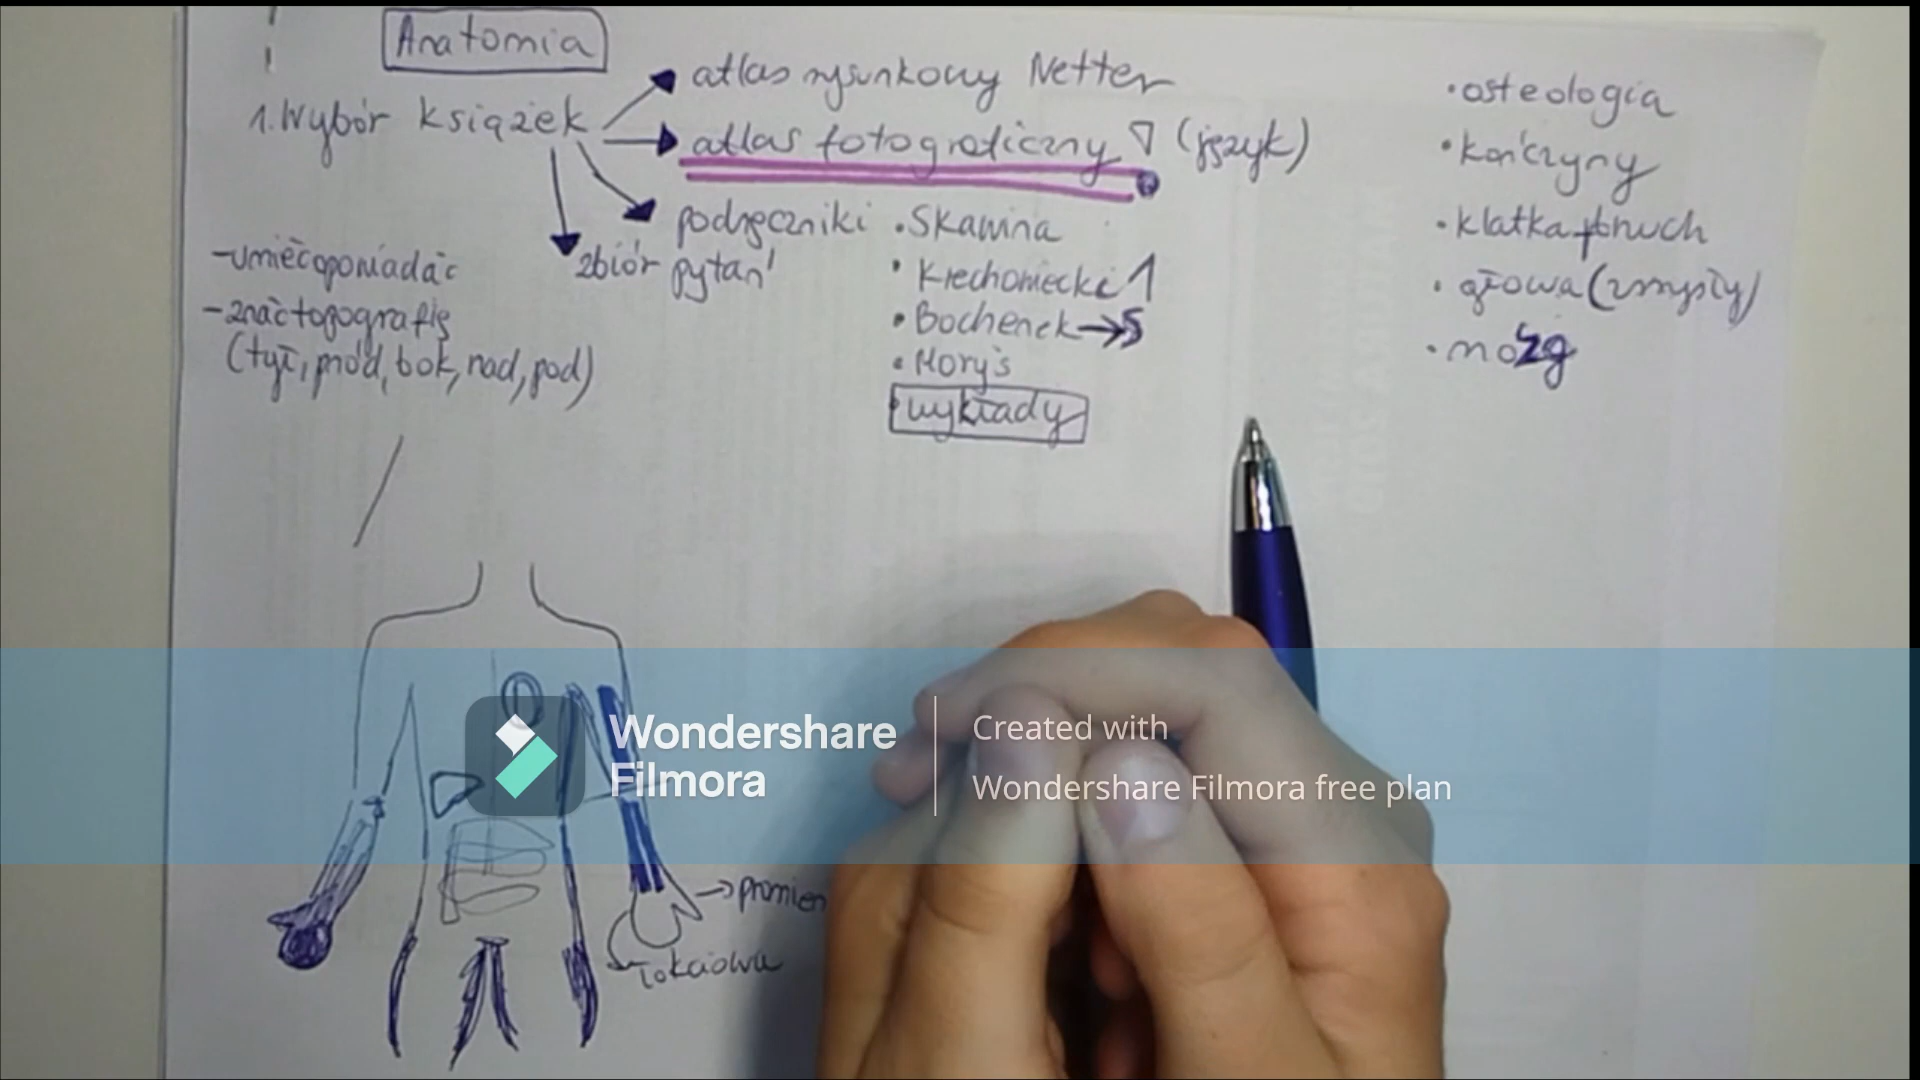 Anatomia
1. Wybór książek
atlas rysunkowy Netter
atlas fotograficzny (język)
podręczniki
• Skawina
• Krechowiecki 1
• Bochenek → 5
• Moryś
• wykłady
zbiór pytań
- umieć opowiadać
- znać topografię
(tył, przód, bok, nad, pod)
• osteologia
• kończyny
• klatka + brzuch
• głowa (zmysły)
• mózg
→ promien
łokciowa
Wondershare
Filmora
Created with
Wondershare Filmora free plan